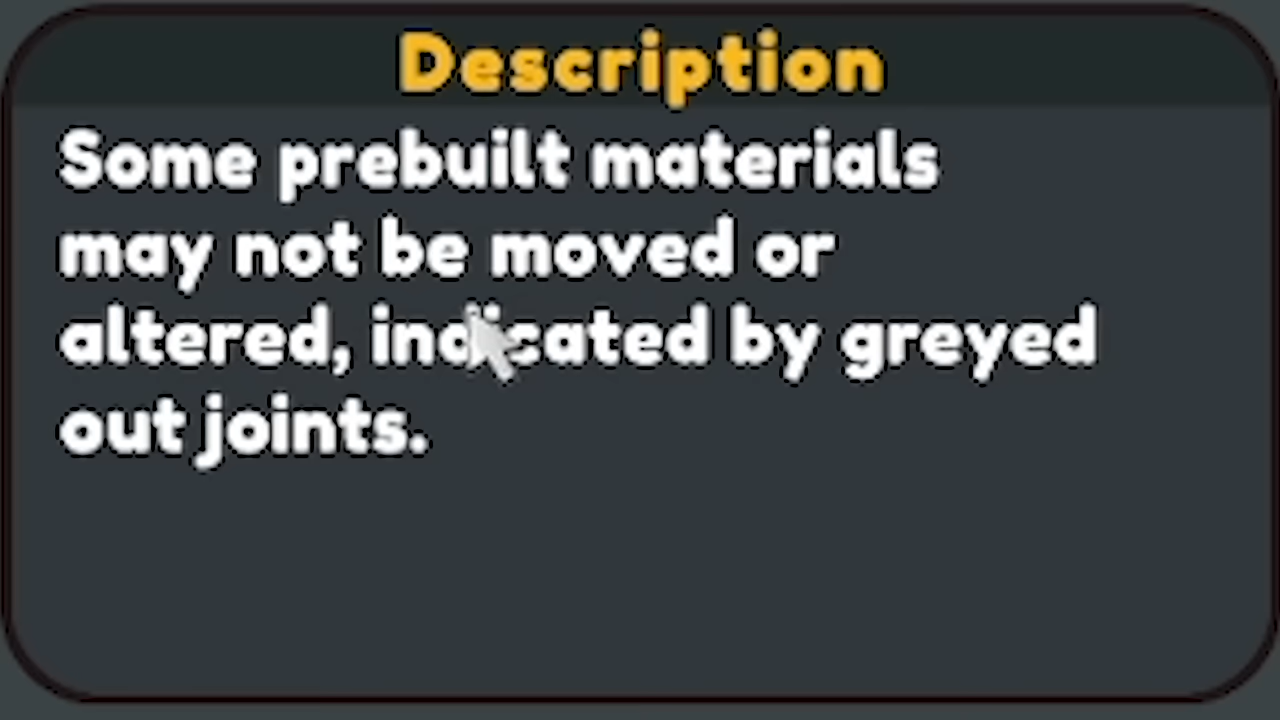 Description
Some prebuilt materials
may not be moved or
altered, indicated by greyed
out joints.